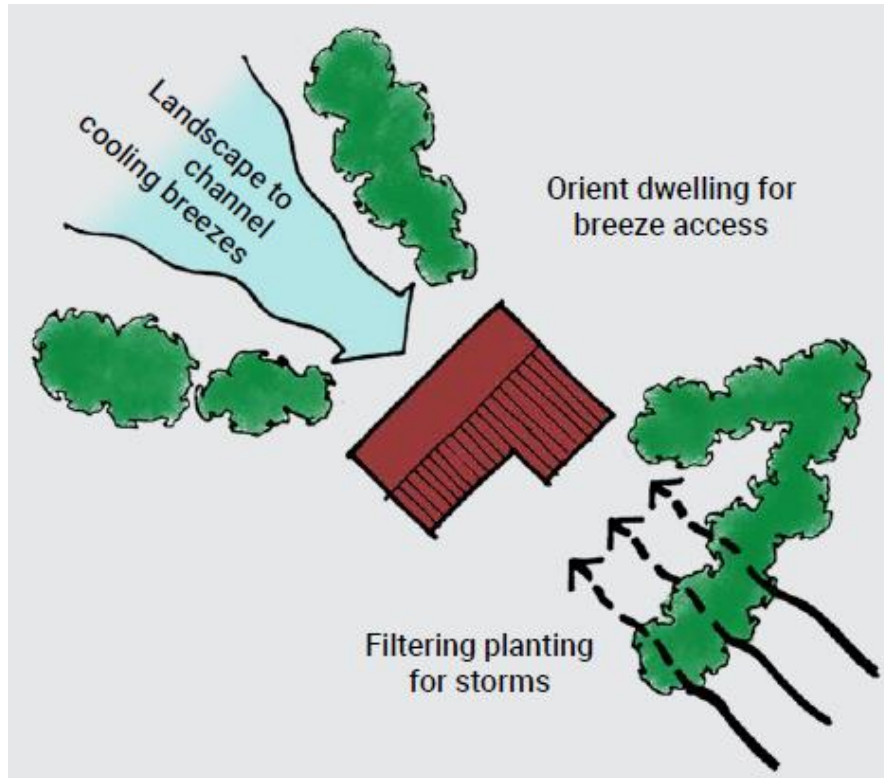 Landscape to
channel
cooling breezes
Orient dwelling for
breeze access
Filtering planting
for storms